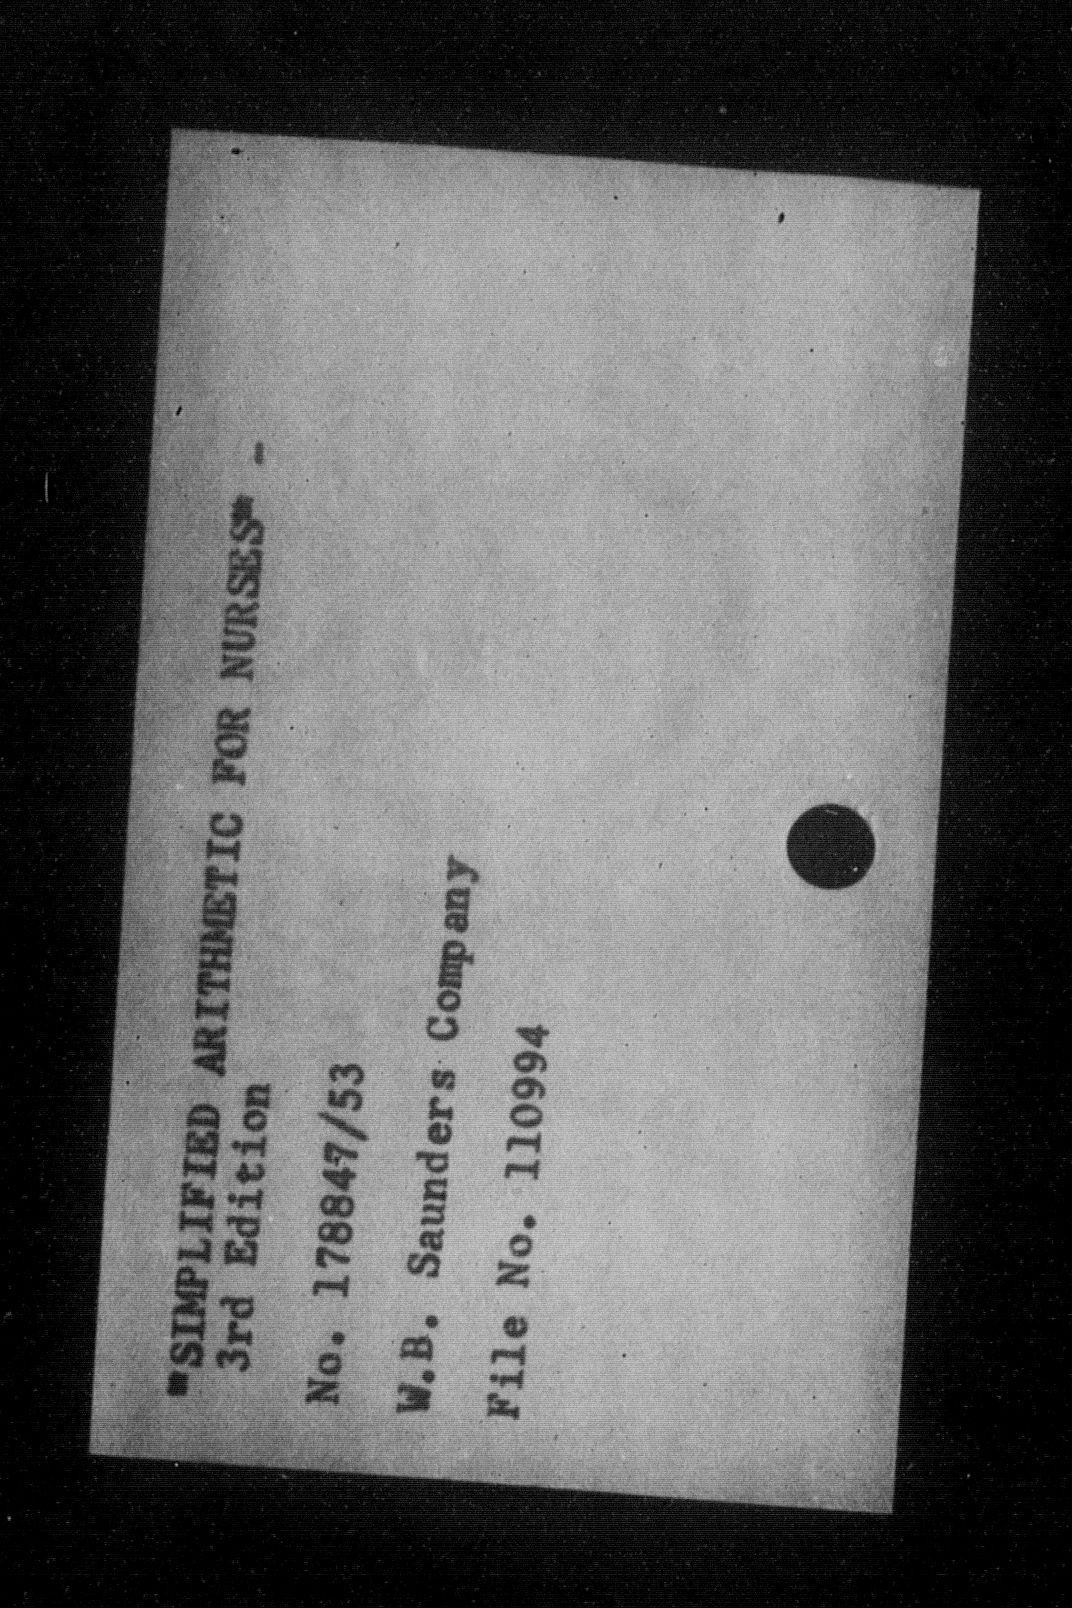 "SIMPLIFIED ARITHMETIC FOR NURSES" -
3rd Edition
No. 178847/53
W.B. Saunders Company
File No. 110994